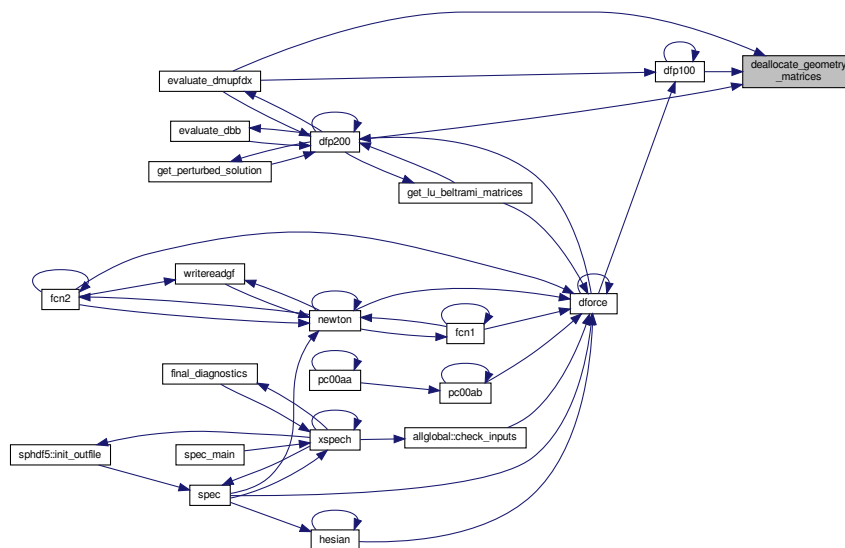 deallocate_geometry
_matrices
dfp100
evaluate_dmupfdx
evaluate_dbb
dfp200
get_perturbed_solution
get_lu_beltrami_matrices
writereadgf
fcn2
dforce
newton
fcn1
final_diagnostics
pc00aa
pc00ab
xspech
allglobal::check_inputs
sphdf5::init_outfile
spec_main
spec
hesian